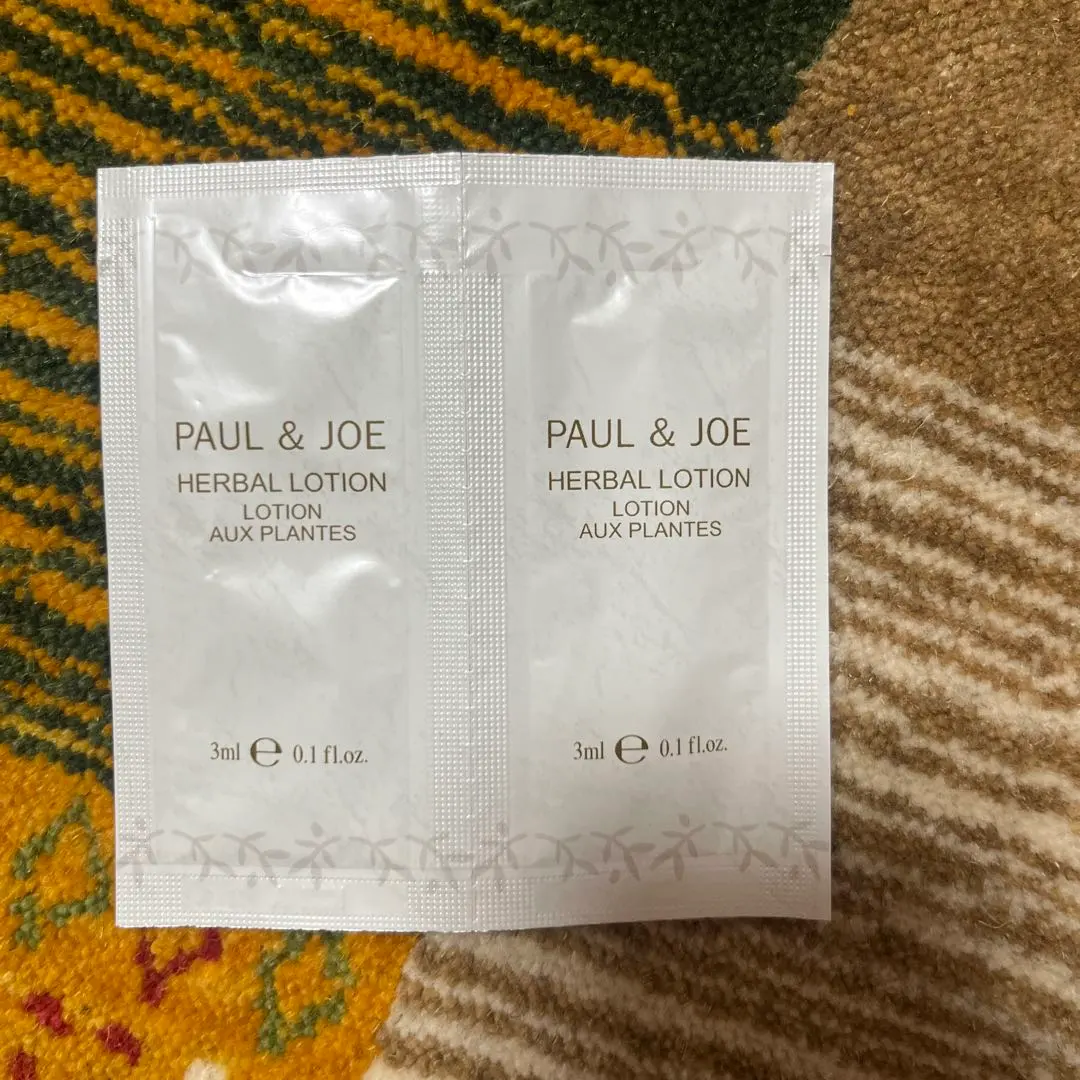 PAUL & JOE
HERBAL LOTION
LOTION
AUX PLANTES
3ml ℮ 0.1 fl.oz.
PAUL & JOE
HERBAL LOTION
LOTION
AUX PLANTES
3ml ℮ 0.1 fl.oz.